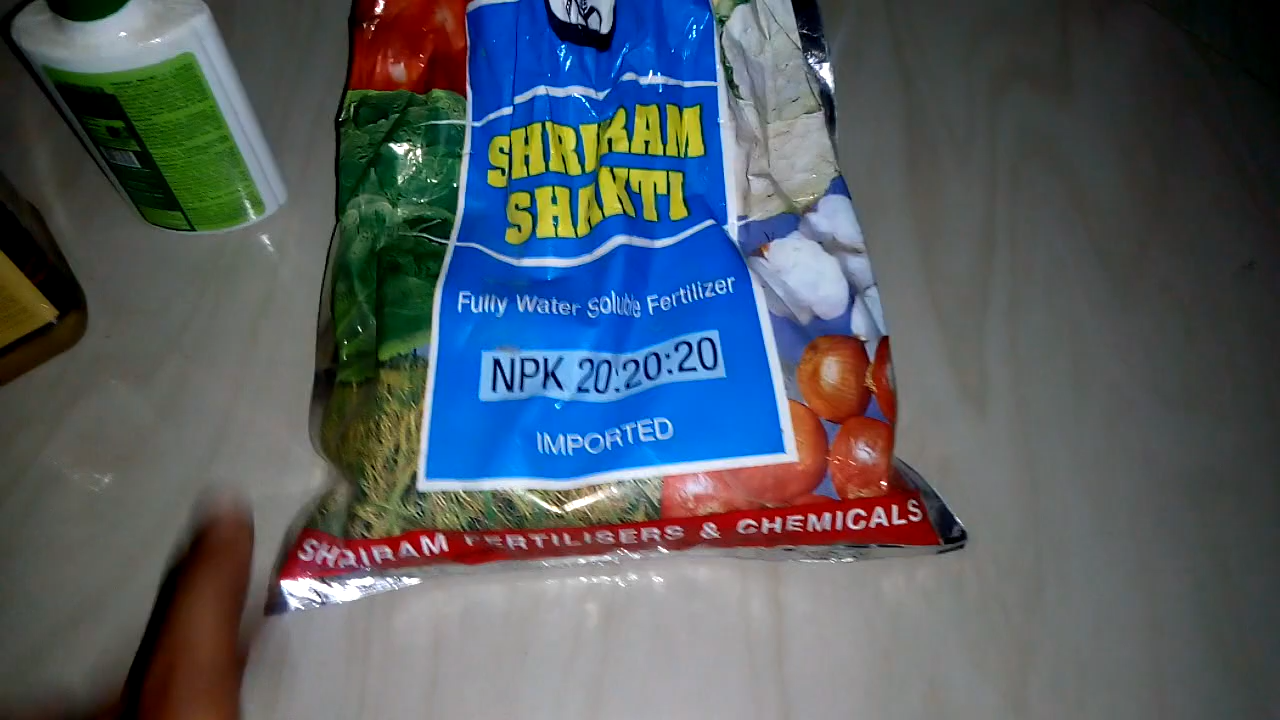 SHRIRAM
SHAKTI
Fully Water Soluble Fertilizer
NPK 20:20:20
IMPORTED
SHRIRAM FERTILISERS & CHEMICALS